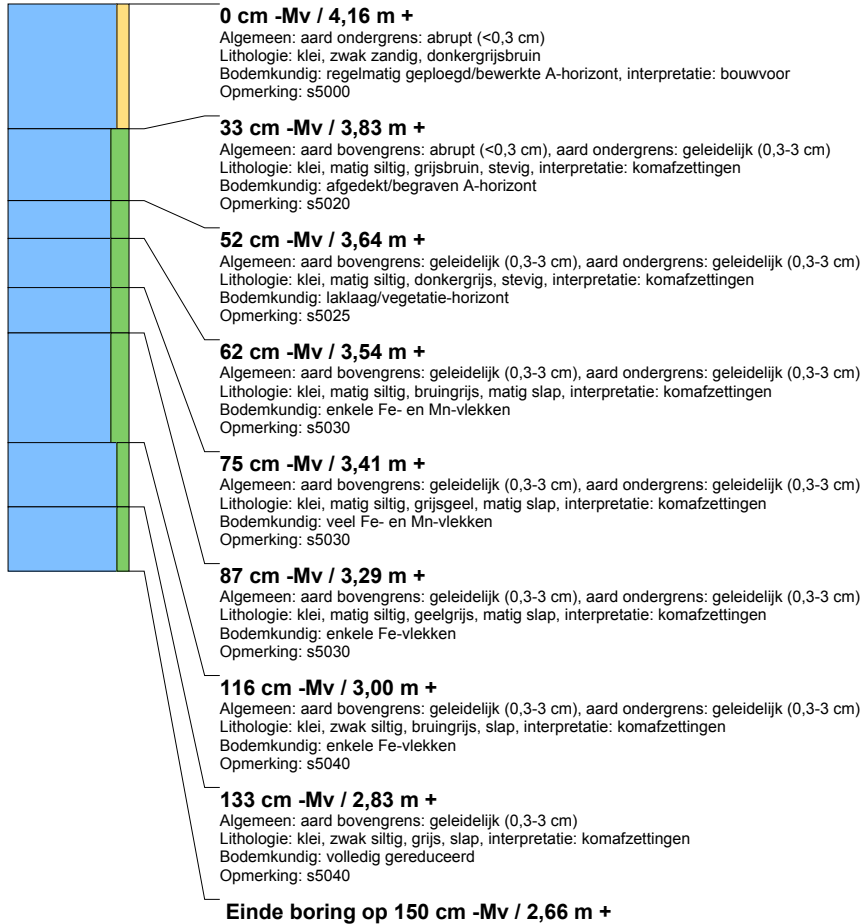 0 cm -Mv / 4,16 m +
Algemeen: aard ondergrens: abrupt (<0,3 cm)
Lithologie: klei, zwak zandig, donkergrijsbruin
Bodemkundig: regelmatig geploegd/bewerkte A-horizont, interpretatie: bouwvoor
Opmerking: s5000
33 cm -Mv / 3,83 m +
Algemeen: aard bovengrens: abrupt (<0,3 cm), aard ondergrens: geleidelijk (0,3-3 cm)
Lithologie: klei, matig siltig, grijsbruin, stevig, interpretatie: komafzettingen
Bodemkundig: afgedekt/begraven A-horizont
Opmerking: s5020
52 cm -Mv / 3,64 m +
Algemeen: aard bovengrens: geleidelijk (0,3-3 cm), aard ondergrens: geleidelijk (0,3-3 cm)
Lithologie: klei, matig siltig, donkergrijs, stevig, interpretatie: komafzettingen
Bodemkundig: laklaag/vegetatie-horizont
Opmerking: s5025
62 cm -Mv / 3,54 m +
Algemeen: aard bovengrens: geleidelijk (0,3-3 cm), aard ondergrens: geleidelijk (0,3-3 cm)
Lithologie: klei, matig siltig, bruingrijs, matig slap, interpretatie: komafzettingen
Bodemkundig: enkele Fe- en Mn-vlekken
Opmerking: s5030
75 cm -Mv / 3,41 m +
Algemeen: aard bovengrens: geleidelijk (0,3-3 cm), aard ondergrens: geleidelijk (0,3-3 cm)
Lithologie: klei, matig siltig, grijsgeel, matig slap, interpretatie: komafzettingen
Bodemkundig: veel Fe- en Mn-vlekken
Opmerking: s5030
87 cm -Mv / 3,29 m +
Algemeen: aard bovengrens: geleidelijk (0,3-3 cm), aard ondergrens: geleidelijk (0,3-3 cm)
Lithologie: klei, matig siltig, geelgrijs, matig slap, interpretatie: komafzettingen
Bodemkundig: enkele Fe-vlekken
Opmerking: s5030
116 cm -Mv / 3,00 m +
Algemeen: aard bovengrens: geleidelijk (0,3-3 cm), aard ondergrens: geleidelijk (0,3-3 cm)
Lithologie: klei, zwak siltig, bruingrijs, slap, interpretatie: komafzettingen
Bodemkundig: enkele Fe-vlekken
Opmerking: s5040
133 cm -Mv / 2,83 m +
Algemeen: aard bovengrens: geleidelijk (0,3-3 cm)
Lithologie: klei, zwak siltig, grijs, slap, interpretatie: komafzettingen
Bodemkundig: volledig gereduceerd
Opmerking: s5040
Einde boring op 150 cm -Mv / 2,66 m +